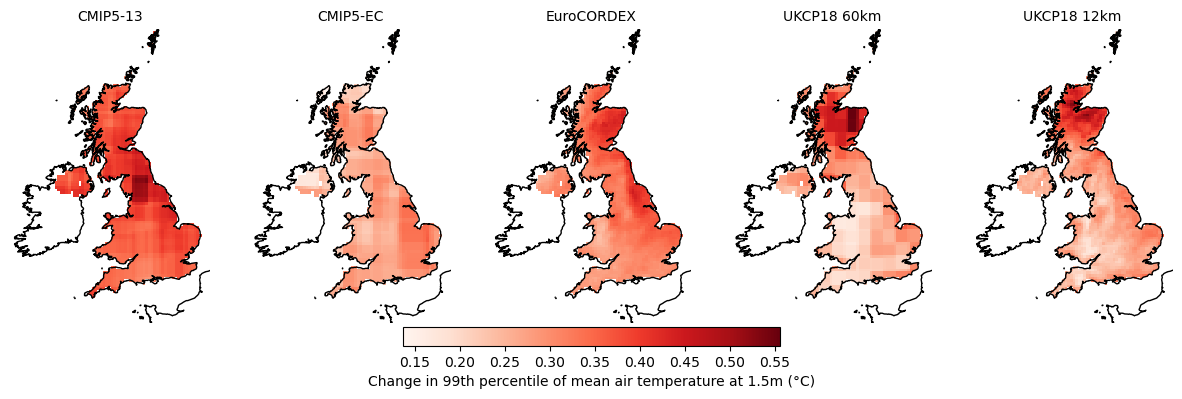 CMIP5-13 CMIP5-EC EuroCORDEX UKCP18 60km UKCP18 12km
0.15 0.20 0.25 0.30 0.35 0.40 0.45 0.50 0.55
Change in 99th percentile of mean air temperature at 1.5m (°C)